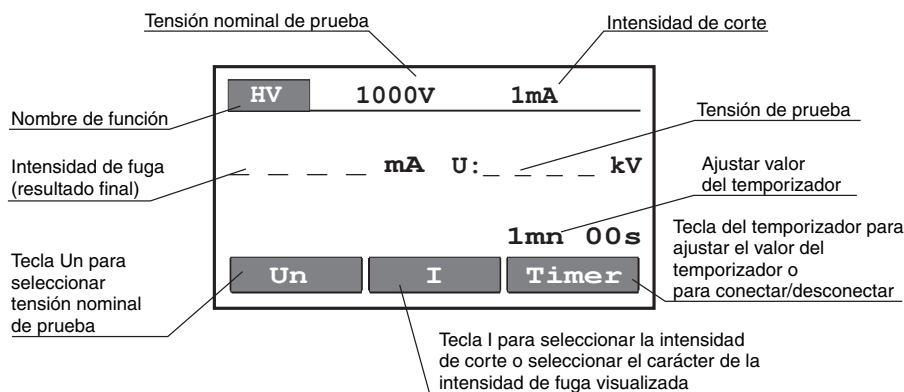 Tensión nominal de prueba
Intensidad de corte
HV 1000V 1mA
Nombre de función
Tensión de prueba
Intensidad de fuga
(resultado final)
_ _ _ _ mA U:_ _ _ _ kV
Ajustar valor
del temporizador
1mn 00s
Tecla del temporizador para
ajustar el valor del
temporizador o
para conectar/desconectar
Tecla Un para
seleccionar
tensión nominal
de prueba
Un I Timer
Tecla I para seleccionar la intensidad
de corte o seleccionar el carácter de la
intensidad de fuga visualizada